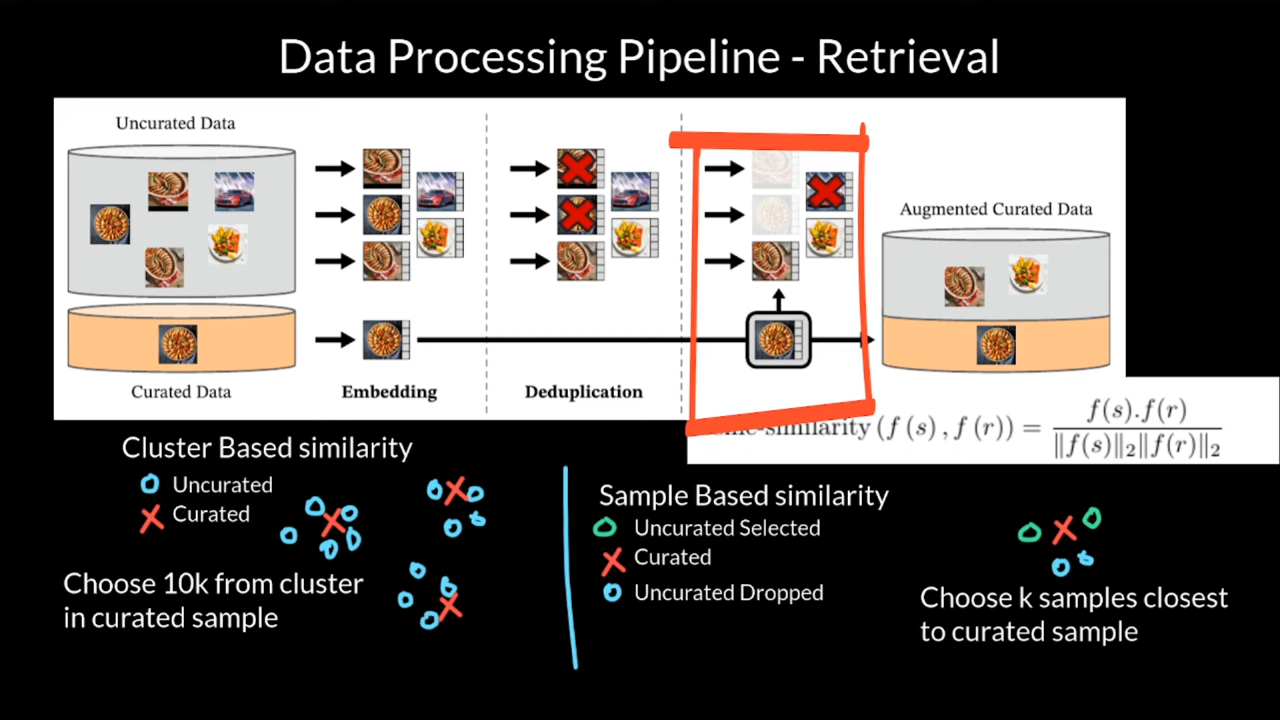 Data Processing Pipeline - Retrieval
Uncurated Data
Augmented Curated Data
Curated Data
Embedding
Deduplication
similarity (f (s) , f (r)) = f(s).f(r) / ‖f(s)‖₂‖f(r)‖₂
Cluster Based similarity
Uncurated
Curated
Choose 10k from cluster
in curated sample
Sample Based similarity
Uncurated Selected
Curated
Uncurated Dropped
Choose k samples closest
to curated sample